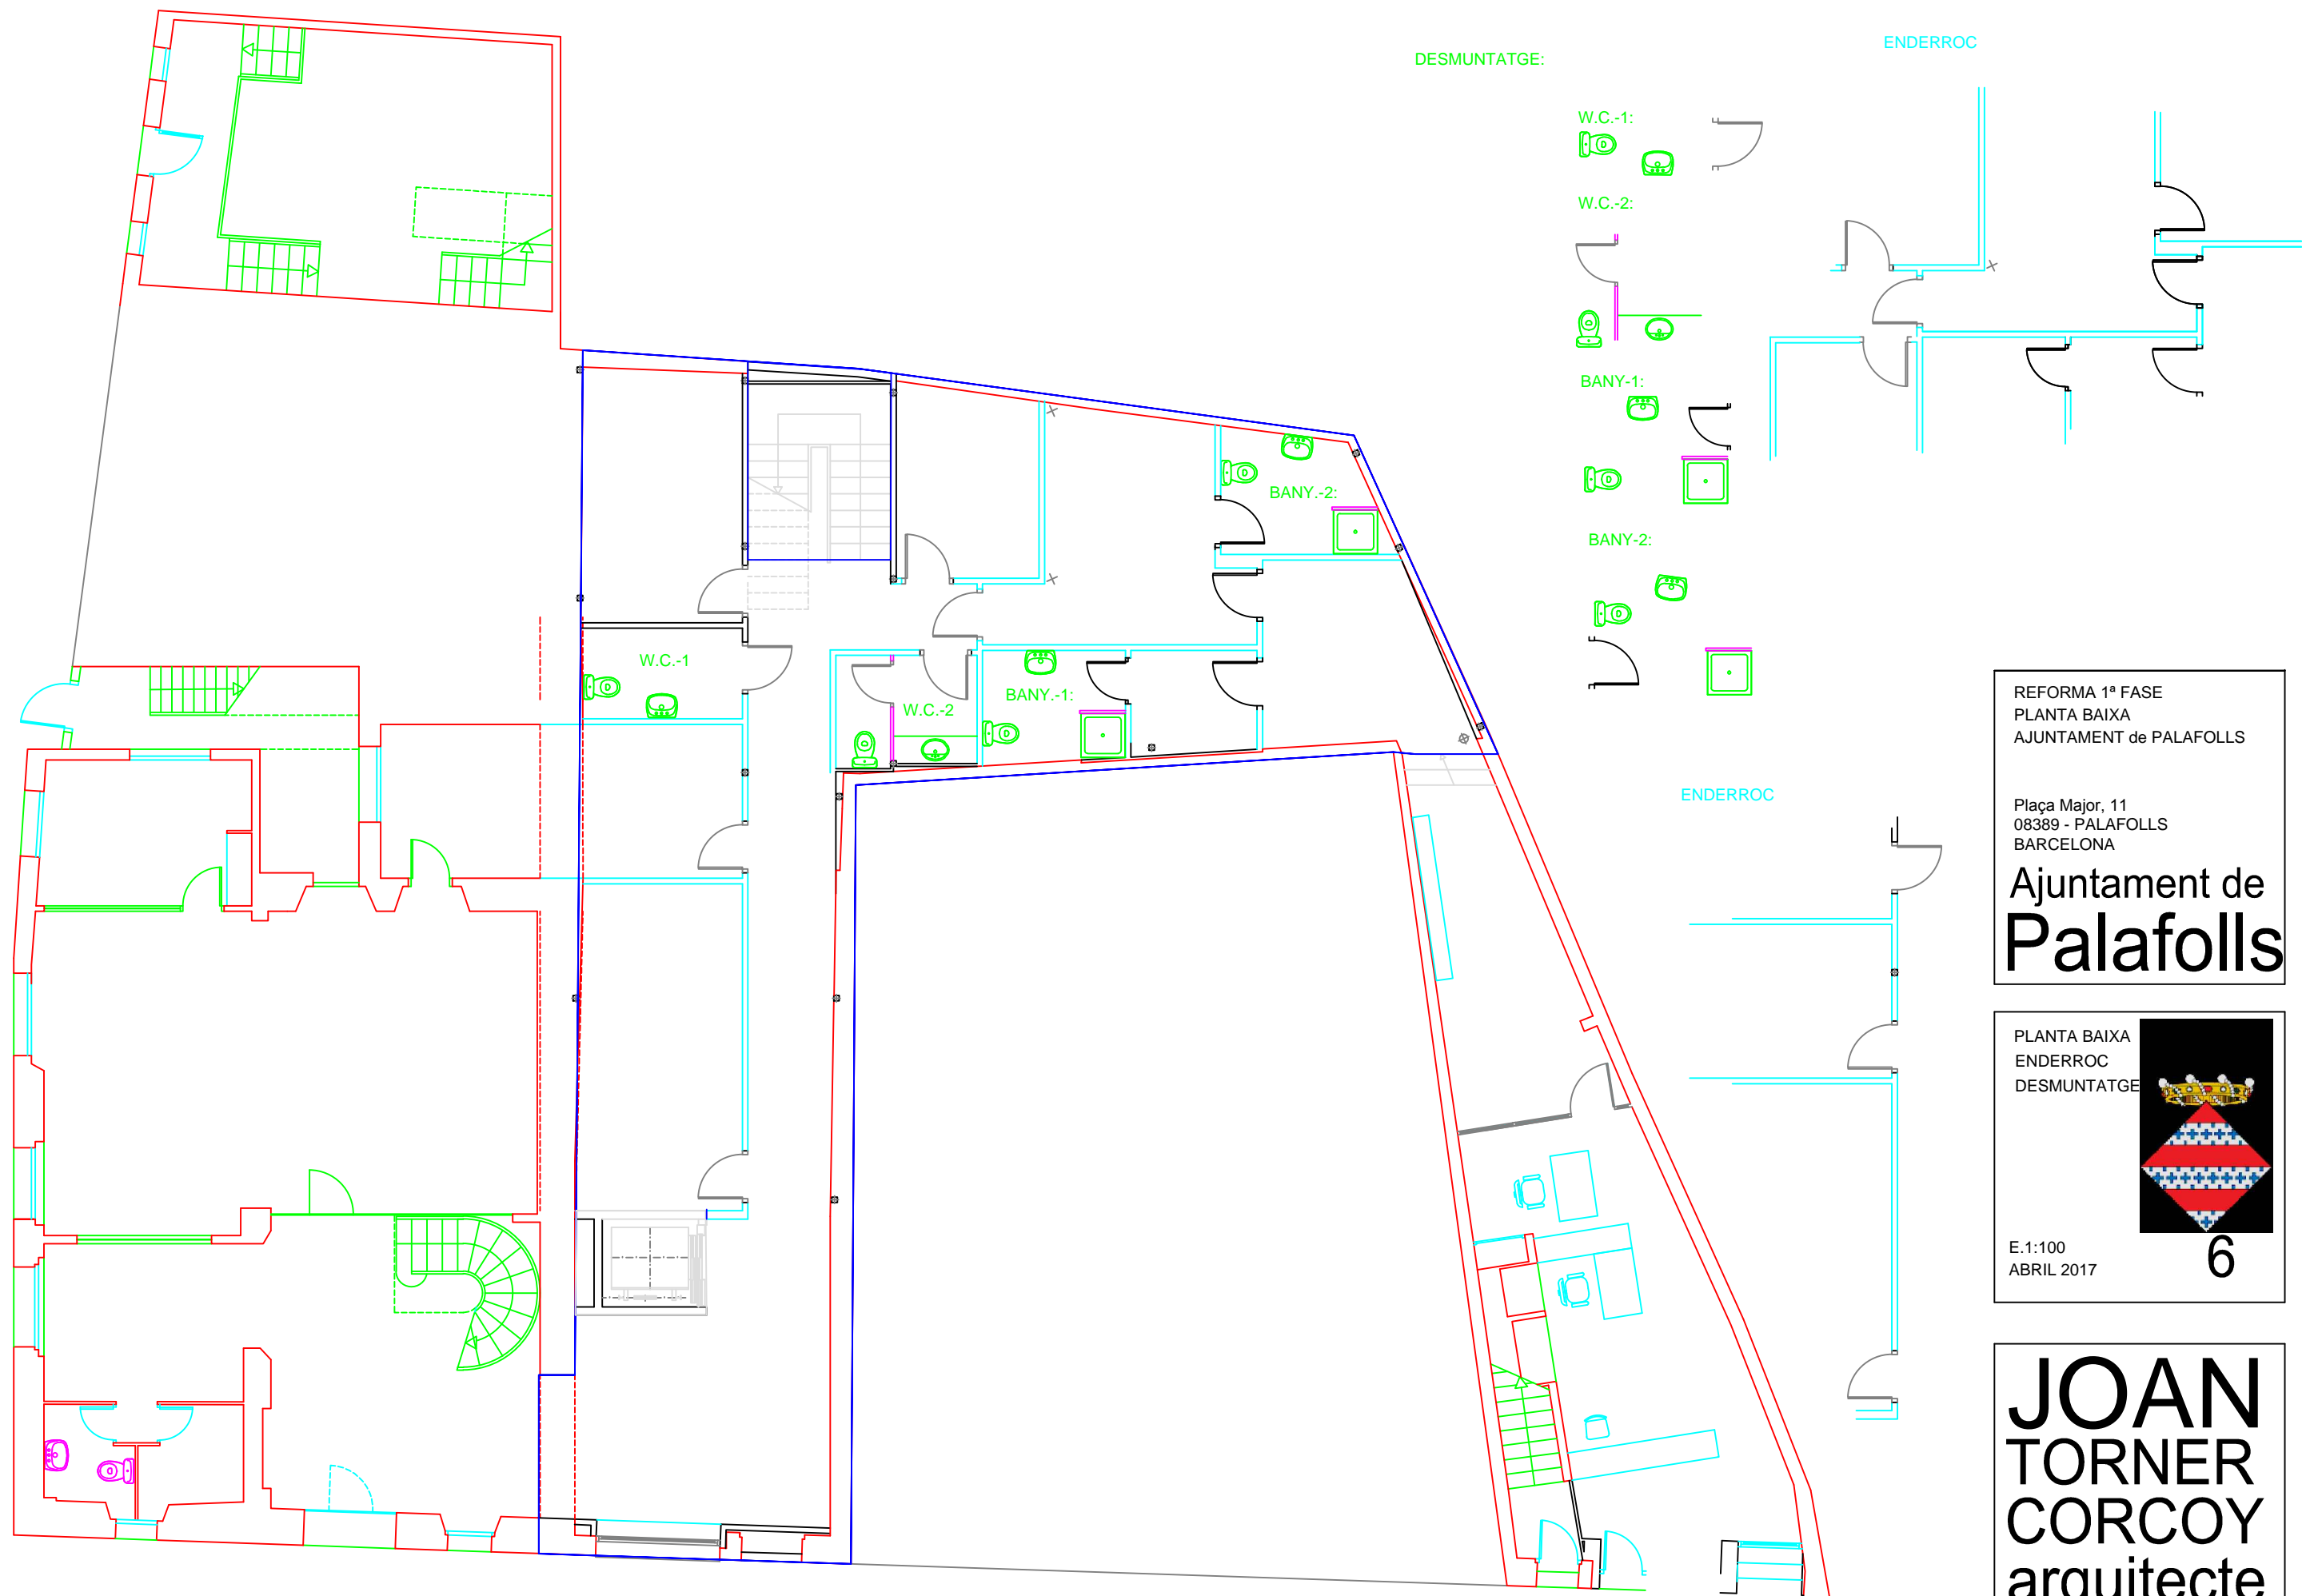 ENDERROC
DESMUNTATGE:
W.C.-1:
W.C.-2:
BANY-1:
BANY-2:
BANY.-2:
W.C.-1
W.C.-2
BANY.-1:
ENDERROC
REFORMA 1ª FASE
PLANTA BAIXA
AJUNTAMENT de PALAFOLLS
Plaça Major, 11
08389 - PALAFOLLS
BARCELONA
Ajuntament de
Palafolls
PLANTA BAIXA
ENDERROC
DESMUNTATGE
E.1:100
ABRIL 2017
6
JOAN
TORNER
CORCOY
arquitecte